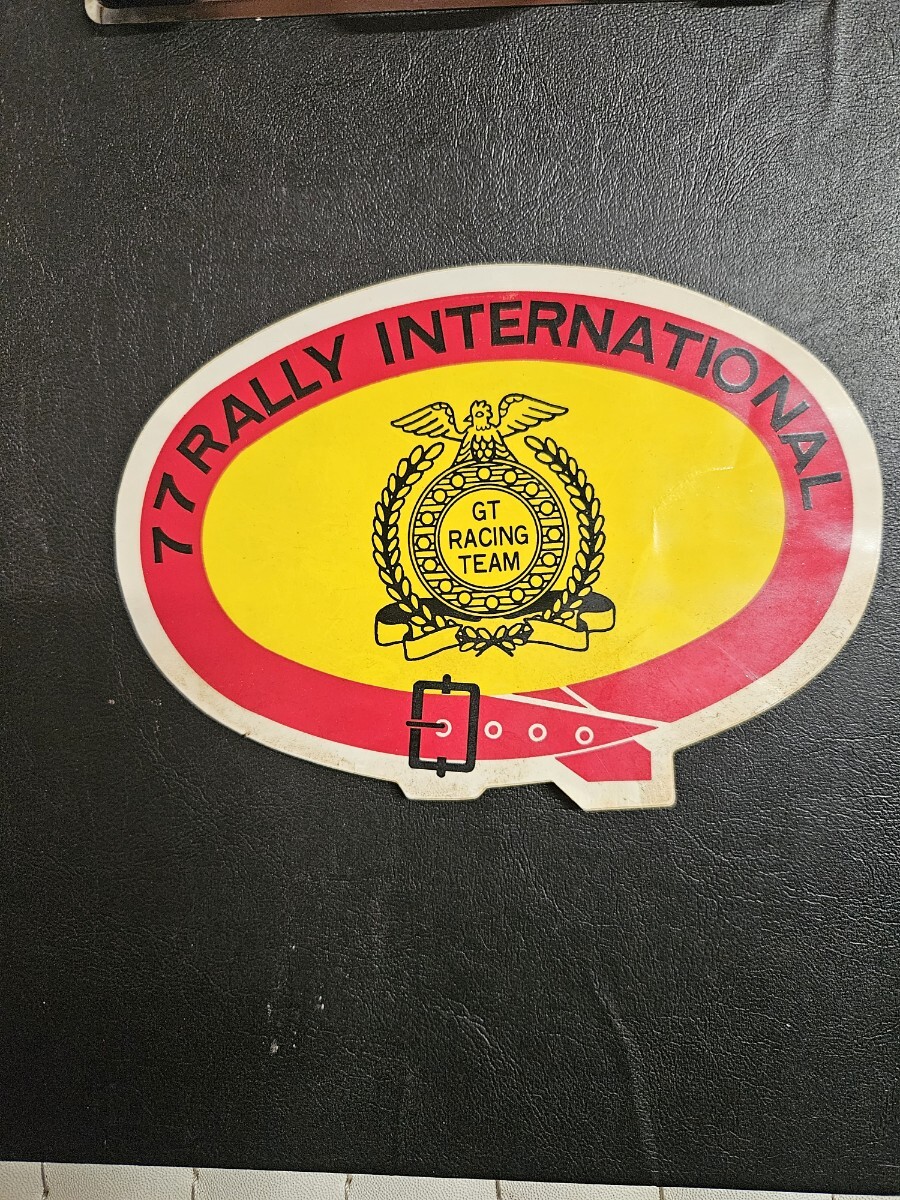 77 RALLY INTERNATIONAL
GT
RACING
TEAM